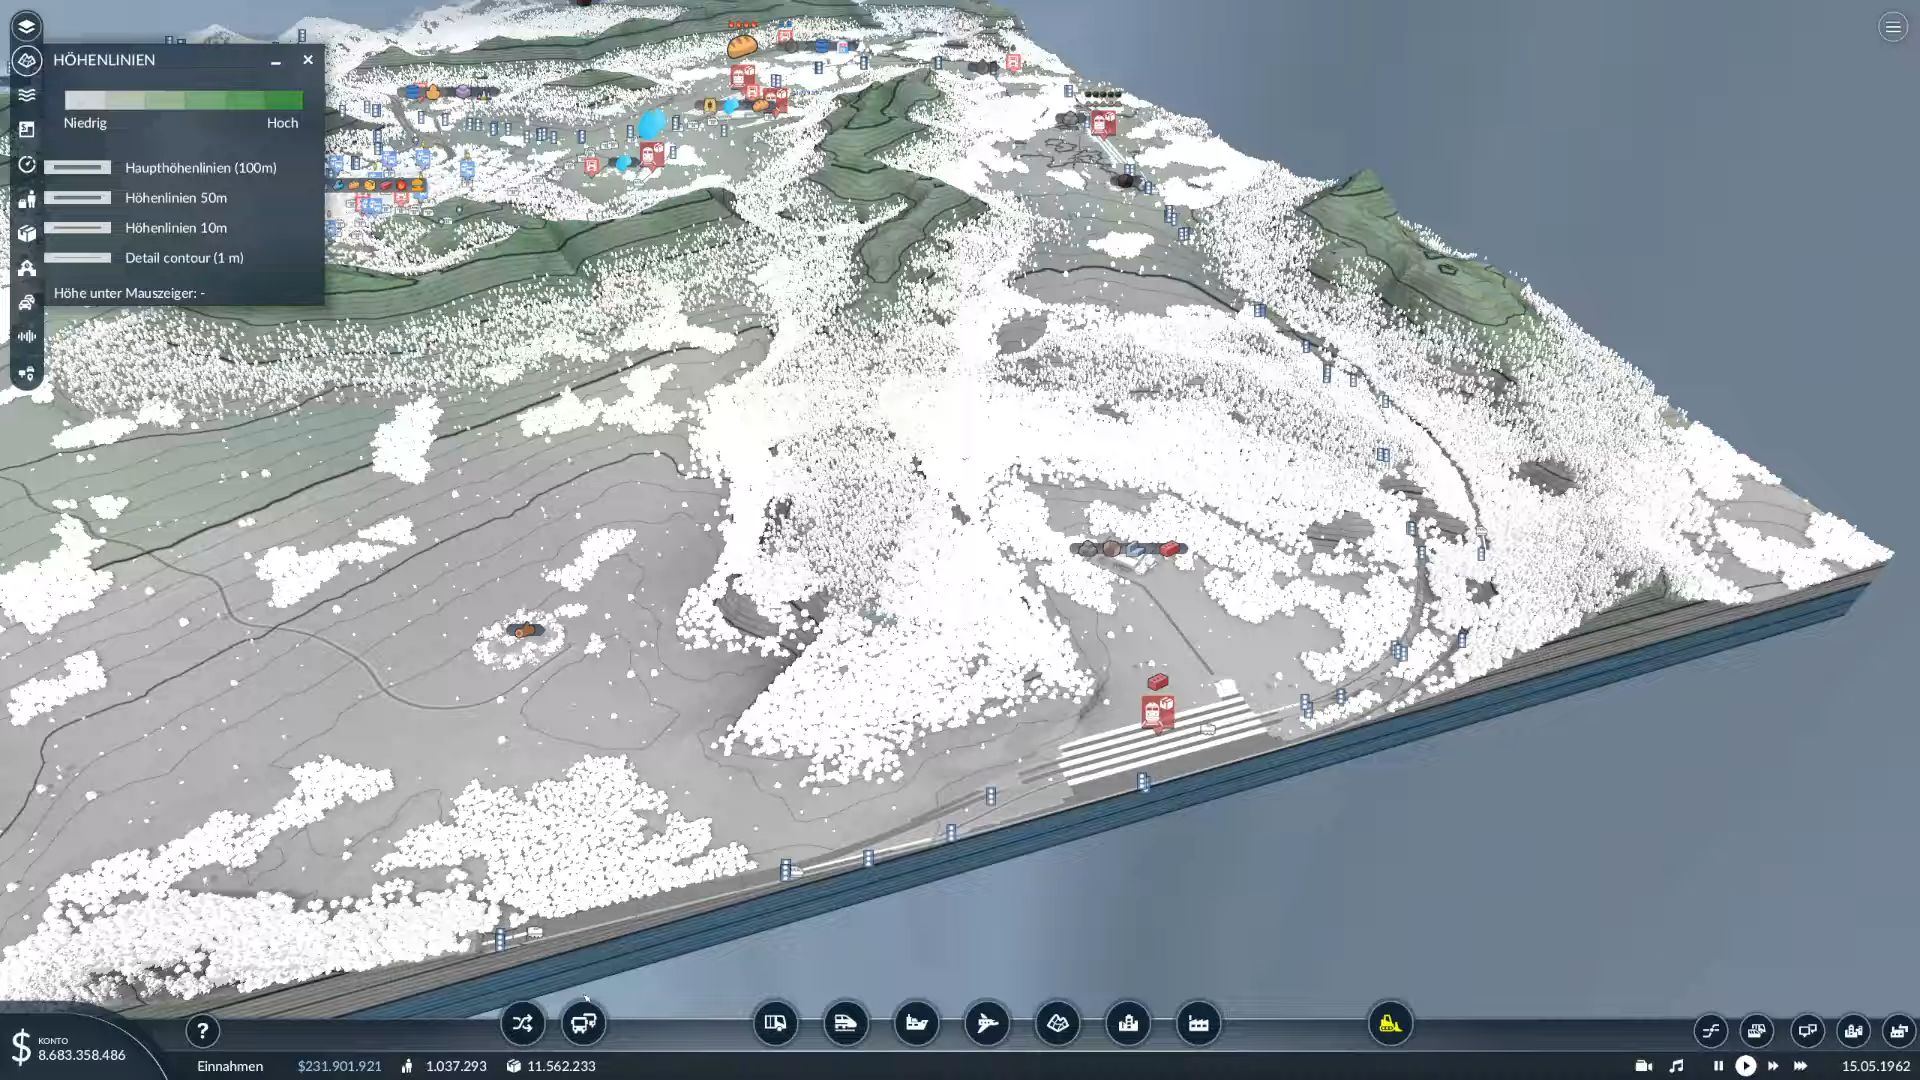 HÖHENLINIEN
Niedrig Hoch
Haupthöhenlinien (100m)
Höhenlinien 50m
Höhenlinien 10m
Detail contour (1 m)
Höhe unter Mauszeiger: -
KONTO
8.683.358.486
?
Einnahmen $231.901.921 1.037.293 11.562.233
15.05.1962